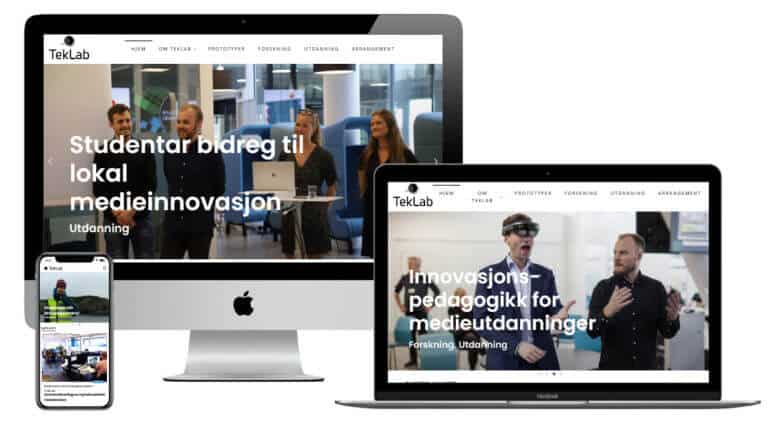 TekLab
HJEM OM TEKLAB PROTOTYPER FORSKNING UTDANNING ARRANGEMENT
Studentar bidreg til
lokal
medieinnovasjon
Utdanning
TekLab
HJEM OM TEKLAB PROTOTYPER FORSKNING UTDANNING ARRANGEMENT
Innovasjons-
pedagogikk for
medieutdanninger
Forskning, Utdanning
TekLab